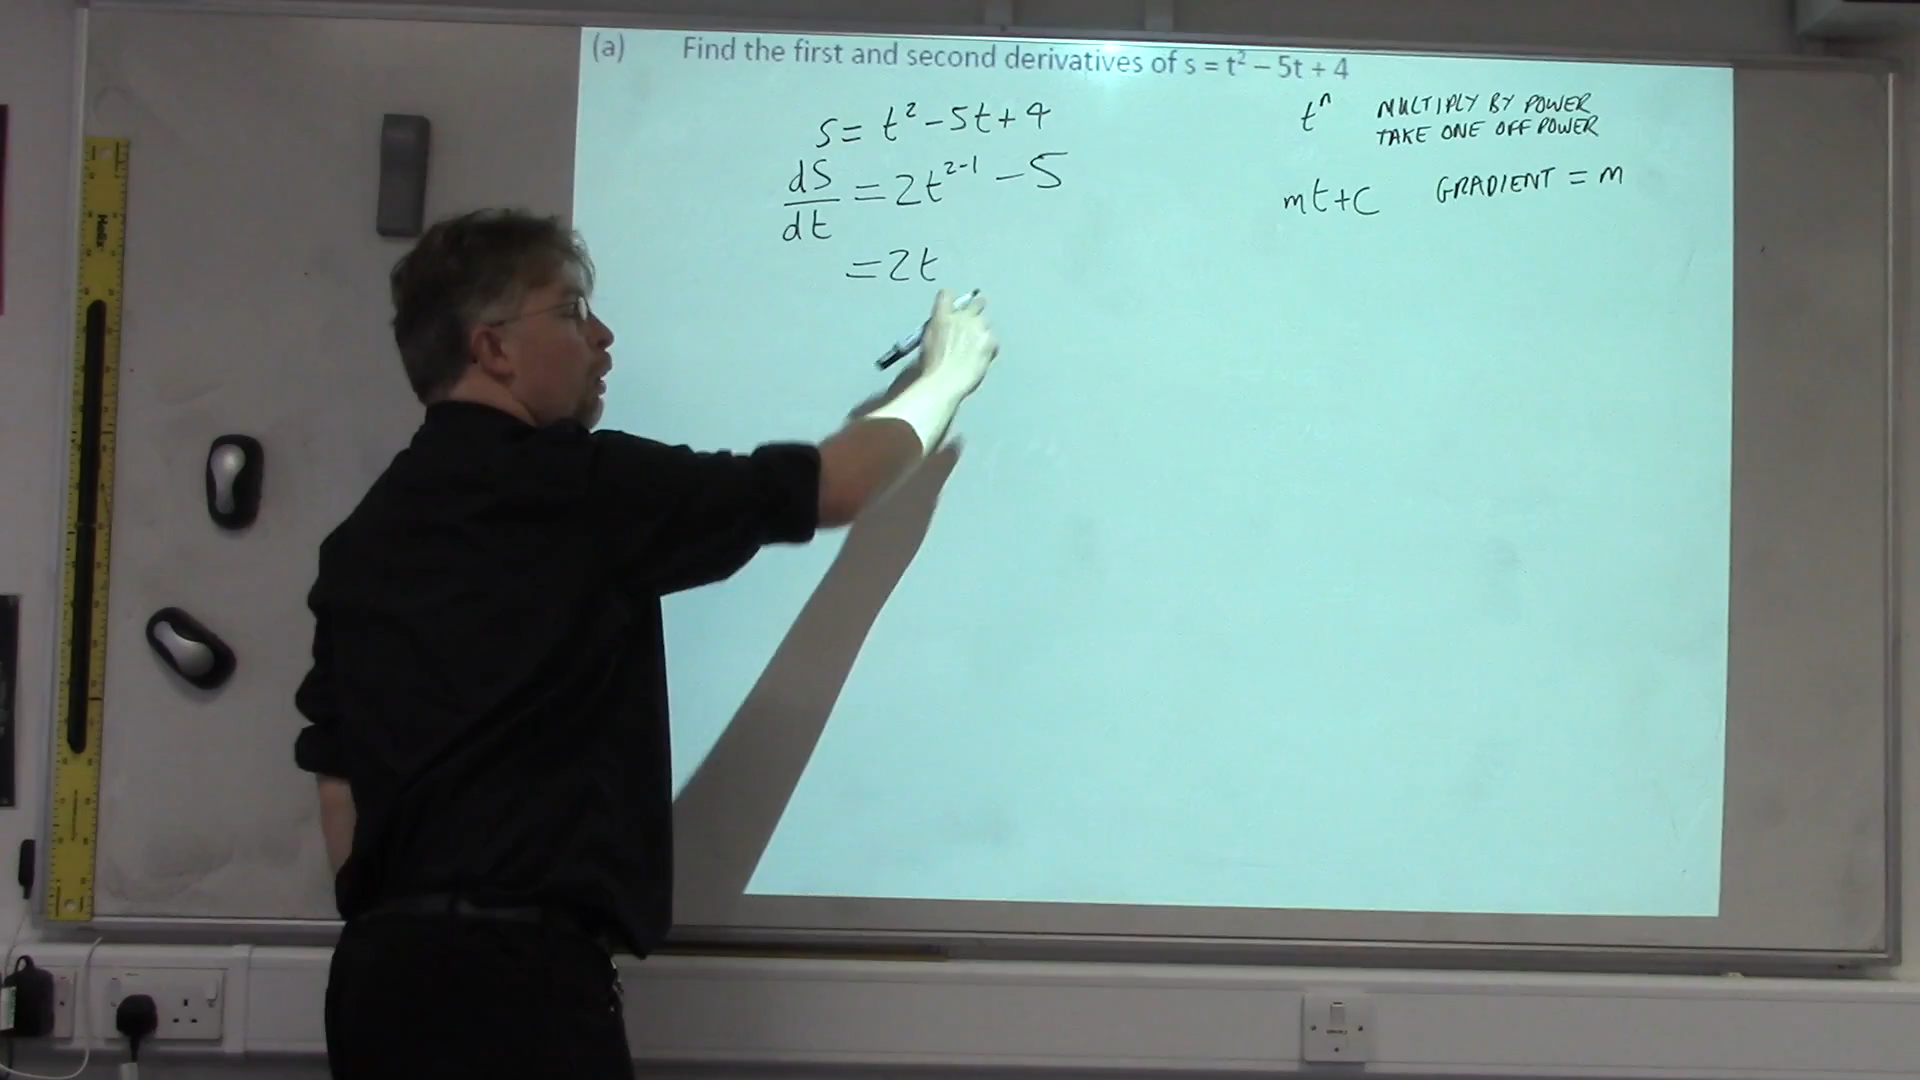 (a) Find the first and second derivatives of s = t² – 5t + 4
s = t² – 5t + 4
dS/dt = 2t²⁻¹ – 5
= 2t
tⁿ MULTIPLY BY POWER
TAKE ONE OFF POWER
mt+c GRADIENT = m
Helix